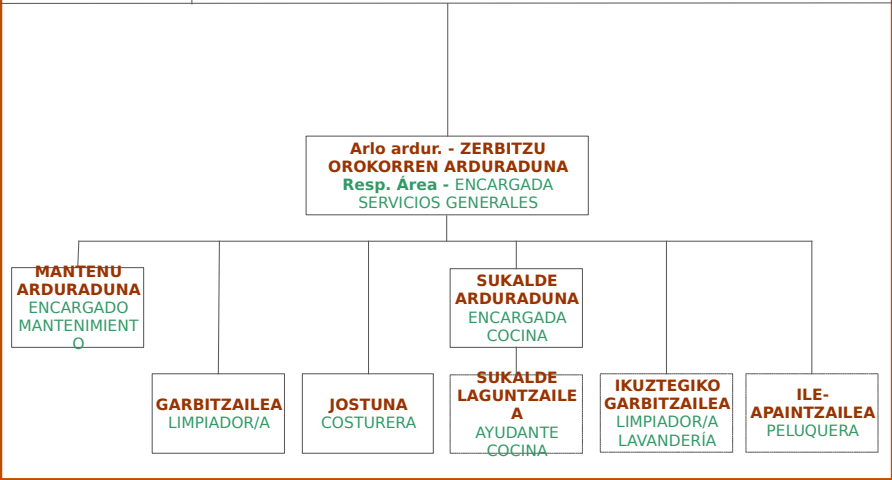 Arlo ardur. - ZERBITZU
OROKORREN ARDURADUNA
Resp. Área - ENCARGADA
SERVICIOS GENERALES
MANTENU
ARDURADUNA
ENCARGADO
MANTENIMIENT
O
SUKALDE
ARDURADUNA
ENCARGADA
COCINA
GARBITZAILEA
LIMPIADOR/A
JOSTUNA
COSTURERA
SUKALDE
LAGUNTZAILE
A
AYUDANTE
COCINA
IKUZTEGIKO
GARBITZAILEA
LIMPIADOR/A
LAVANDERÍA
ILE-
APAINTZAILEA
PELUQUERA